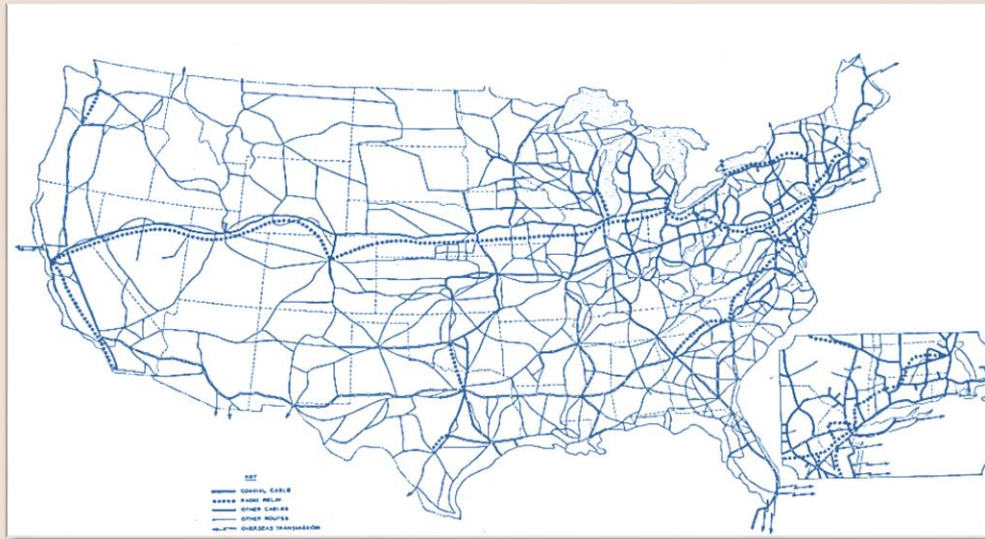 KEY
COAXIAL CABLE
RADIO RELAY
OTHER CABLES
OTHER ROUTES
OVERSEAS TRANSMISSION